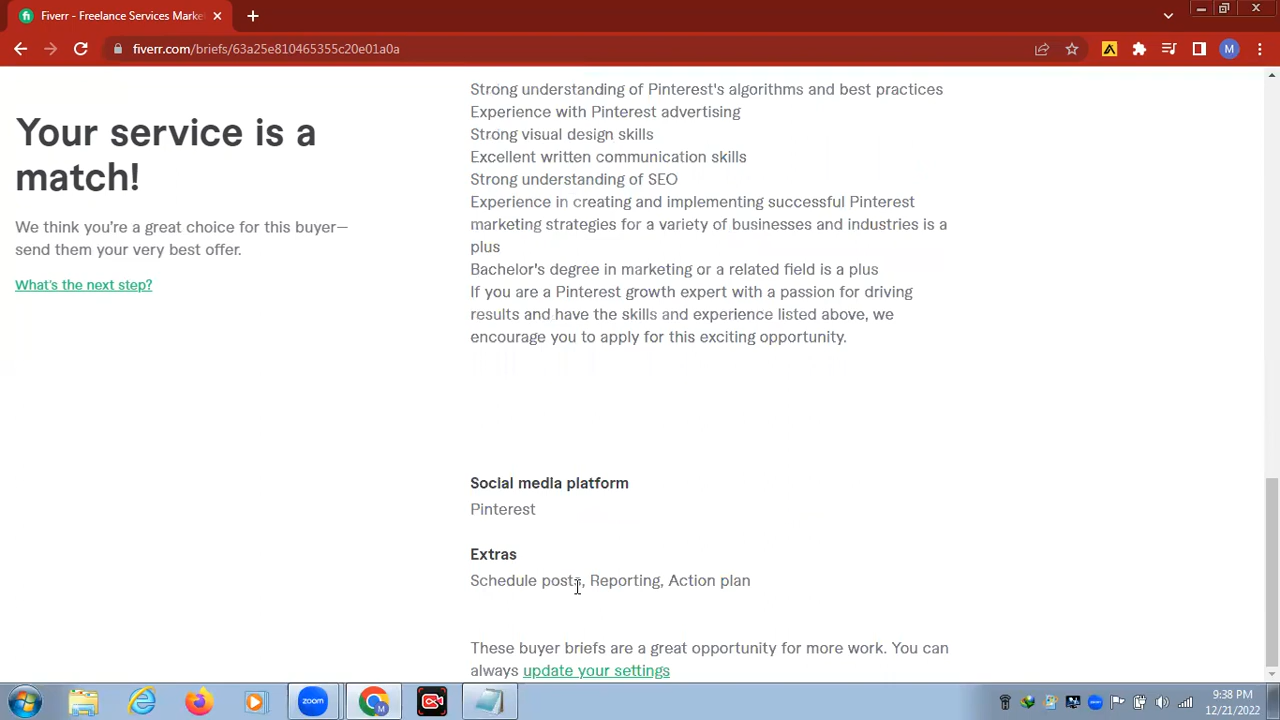 Fiverr - Freelance Services Marke
fiverr.com/briefs/63a25e810465355c20e01a0a
M
Your service is a
match!
We think you're a great choice for this buyer—
send them your very best offer.
What's the next step?
Strong understanding of Pinterest's algorithms and best practices
Experience with Pinterest advertising
Strong visual design skills
Excellent written communication skills
Strong understanding of SEO
Experience in creating and implementing successful Pinterest
marketing strategies for a variety of businesses and industries is a
plus
Bachelor's degree in marketing or a related field is a plus
If you are a Pinterest growth expert with a passion for driving
results and have the skills and experience listed above, we
encourage you to apply for this exciting opportunity.
Social media platform
Pinterest
Extras
Schedule posts, Reporting, Action plan
These buyer briefs are a great opportunity for more work. You can
always update your settings
zoom
M
9:38 PM
12/21/2022